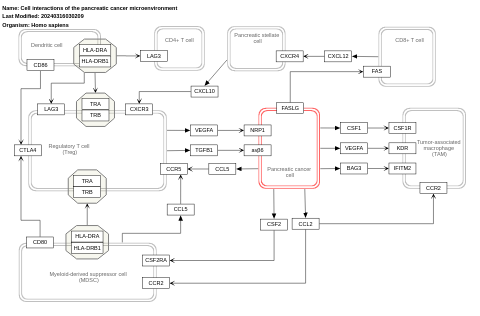 Name: Cell interactions of the pancreatic cancer microenvironment
Last Modified: 20240316030209
Organism: Homo sapiens
Dendritic cell
HLA-DRA
HLA-DRB1
CD86
CD4+ T cell
LAG3
Pancreatic stellate
cell
CXCR4
CXCL12
CD8+ T cell
FAS
CXCL10
LAG3
TRA
TRB
CXCR3
FASLG
CTLA4
Regulatory T cell
(Treg)
VEGFA
NRP1
TGFB1
CCR5
CCL5
Pancreatic cancer
cell
CSF1
CSF1R
VEGFA
KDR
BAG3
IFITM2
Tumor-associated
macrophage
(TAM)
CCR2
TRA
TRB
CCL5
CSF2
CCL2
CD80
HLA-DRA
HLA-DRB1
CSF2RA
CCR2
Myeloid-derived suppressor cell
(MDSC)